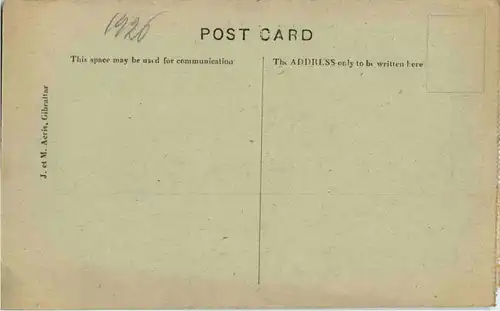 1926
POST CARD
This space may be used for communication
The ADDRESS only to be written here
J. et M. Aeris, Gibraltar